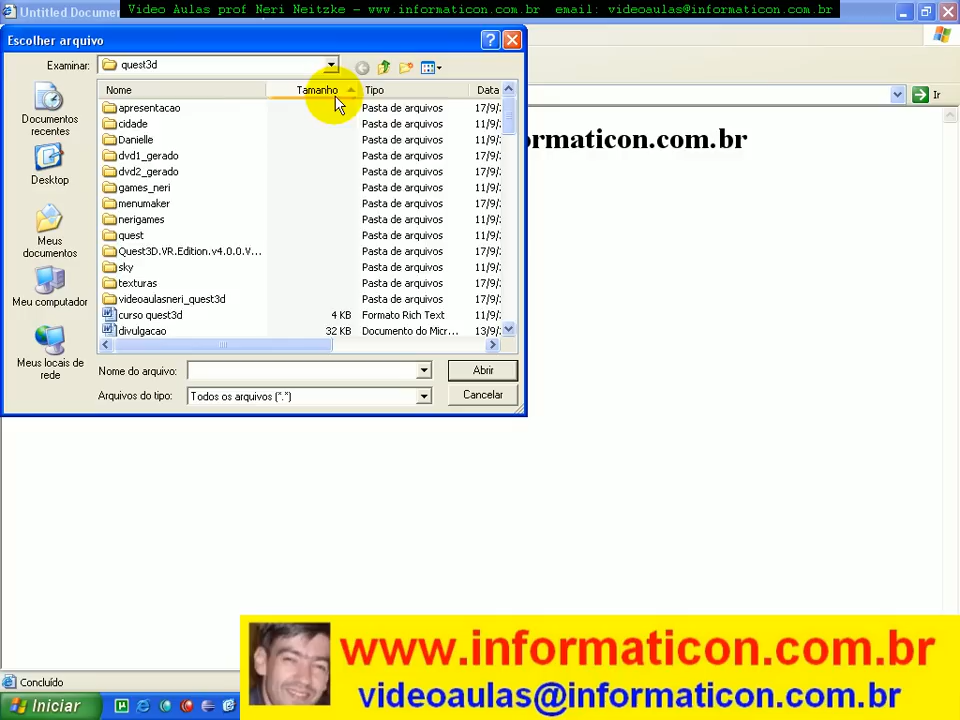 Untitled Docum
Video Aulas prof Neri Neitzke – www.informaticon.com.br email: videoaulas@informaticon.com.br
Escolher arquivo
Examinar: quest3d
Ir
Nome Tamanho Tipo Data
apresentacao Pasta de arquivos 17/9/
cidade Pasta de arquivos 11/9/
Danielle Pasta de arquivos 11/9/
dvd1_gerado Pasta de arquivos 17/9/
dvd2_gerado Pasta de arquivos 17/9/
games_neri Pasta de arquivos 11/9/
menumaker Pasta de arquivos 17/9/
nerigames Pasta de arquivos 11/9/
quest Pasta de arquivos 11/9/
Quest3D.VR.Edition.v4.0.0.V... Pasta de arquivos 17/9/
sky Pasta de arquivos 11/9/
texturas Pasta de arquivos 11/9/
videoaulasneri_quest3d Pasta de arquivos 17/9/
curso quest3d 4 KB Formato Rich Text 11/9/
divulgacao 32 KB Documento do Micr... 13/9/
Documentos
recentes
Desktop
Meus
documentos
Meu computador
Meus locais de
rede
Nome do arquivo: Abrir
Arquivos do tipo: Todos os arquivos (*.*) Cancelar
ormaticon.com.br
www.informaticon.com.br
videoaulas@informaticon.com.br
Concluído
Iniciar